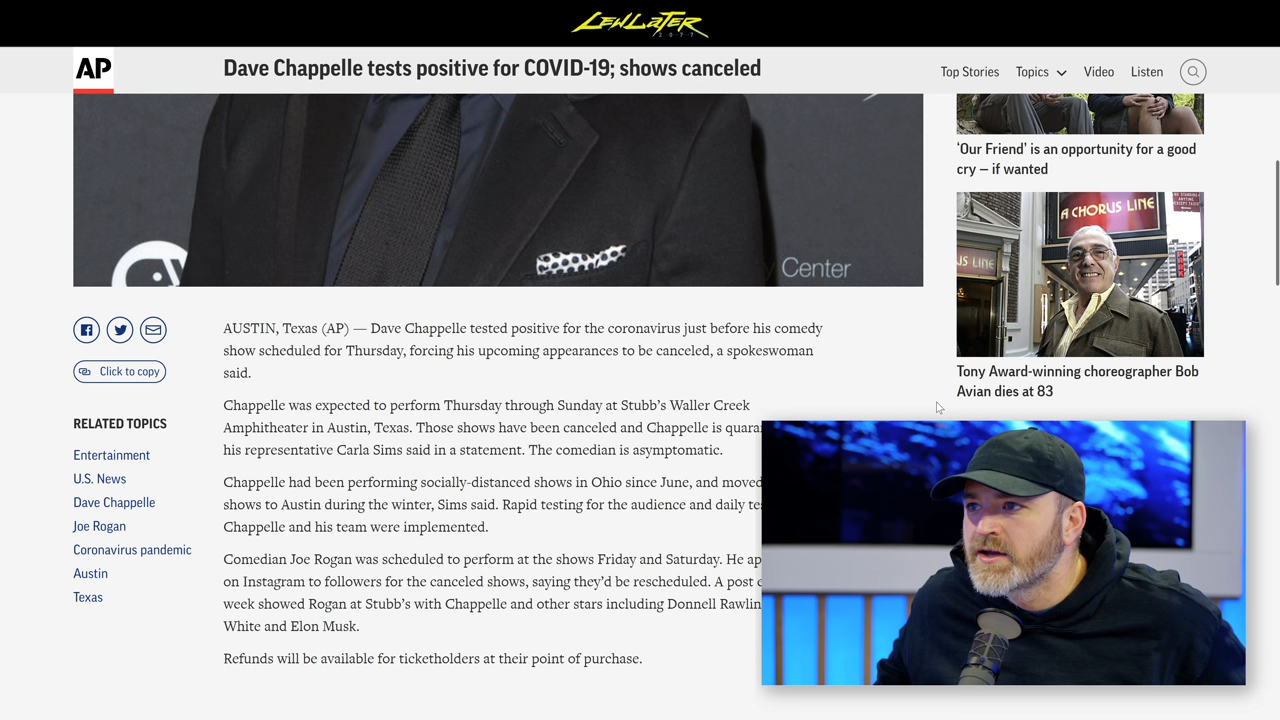 LEWLATER
2077
AP
Dave Chappelle tests positive for COVID-19; shows canceled
Top Stories
Topics
Video
Listen
Center
'Our Friend' is an opportunity for a good
cry — if wanted
A CHORUS LINE
US LINE
Tony Award-winning choreographer Bob
Avian dies at 83
Click to copy
RELATED TOPICS
Entertainment
U.S. News
Dave Chappelle
Joe Rogan
Coronavirus pandemic
Austin
Texas
AUSTIN, Texas (AP) — Dave Chappelle tested positive for the coronavirus just before his comedy
show scheduled for Thursday, forcing his upcoming appearances to be canceled, a spokeswoman
said.
Chappelle was expected to perform Thursday through Sunday at Stubb's Waller Creek
Amphitheater in Austin, Texas. Those shows have been canceled and Chappelle is
his representative Carla Sims said in a statement. The comedian is asymptomatic.
Chappelle had been performing socially-distanced shows in Ohio since June, and moved
shows to Austin during the winter, Sims said. Rapid testing for the audience and daily
Chappelle and his team were implemented.
Comedian Joe Rogan was scheduled to perform at the shows Friday and Saturday. He
on Instagram to followers for the canceled shows, saying they'd be rescheduled. A post
week showed Rogan at Stubb's with Chappelle and other stars including Donnell
White and Elon Musk.
Refunds will be available for ticketholders at their point of purchase.